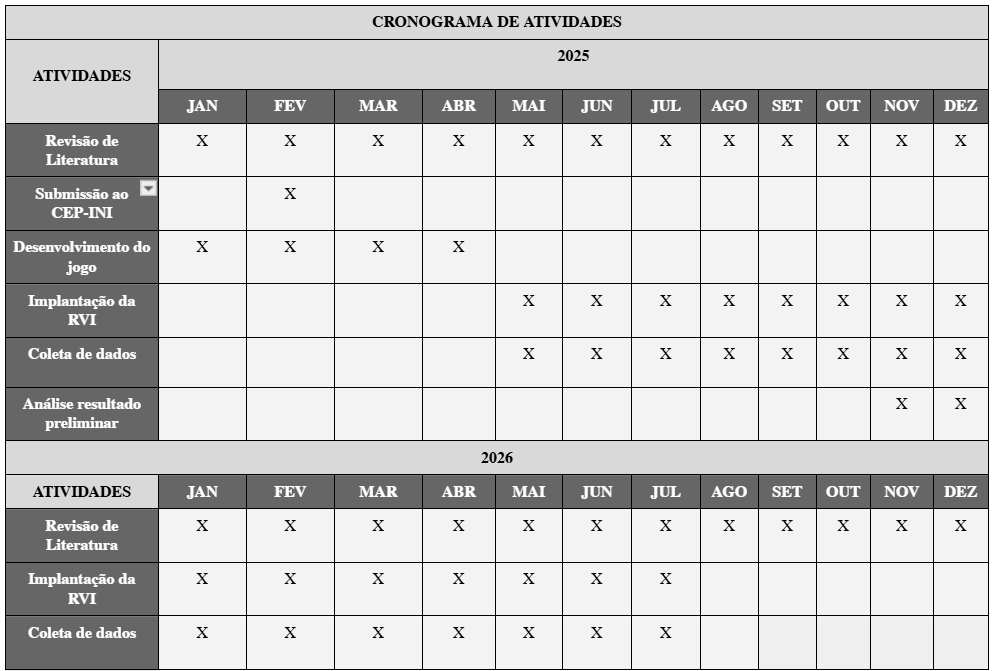 CRONOGRAMA DE ATIVIDADES
ATIVIDADES
2025
JAN FEV MAR ABR MAI JUN JUL AGO SET OUT NOV DEZ
Revisão de X X X X X X X X X X X X
Literatura
Submissão ao X
CEP-INI
Desenvolvimento do X X X X
jogo
Implantação da X X X X X X X X
RVI
Coleta de dados X X X X X X X X
Análise resultado X X
preliminar
2026
ATIVIDADES JAN FEV MAR ABR MAI JUN JUL AGO SET OUT NOV DEZ
Revisão de X X X X X X X X X X X X
Literatura
Implantação da X X X X X X X
RVI
Coleta de dados X X X X X X X